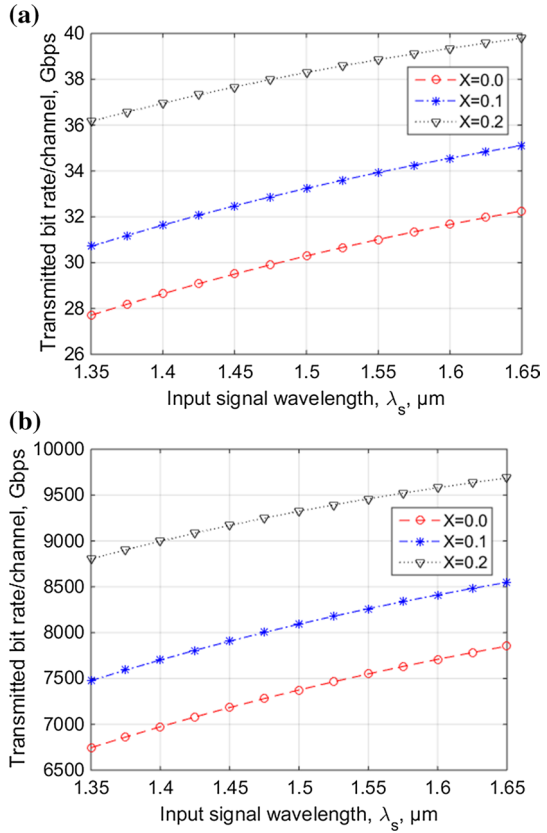 (a)
40
38
36
34
32
30
28
26
Transmitted bit rate/channel, Gbps
X=0.0
X=0.1
X=0.2
1.35 1.4 1.45 1.5 1.55 1.6 1.65
Input signal wavelength, λs, µm
(b)
10000
9500
9000
8500
8000
7500
7000
6500
Transmitted bit rate/channel, Gbps
X=0.0
X=0.1
X=0.2
1.35 1.4 1.45 1.5 1.55 1.6 1.65
Input signal wavelength, λs, µm